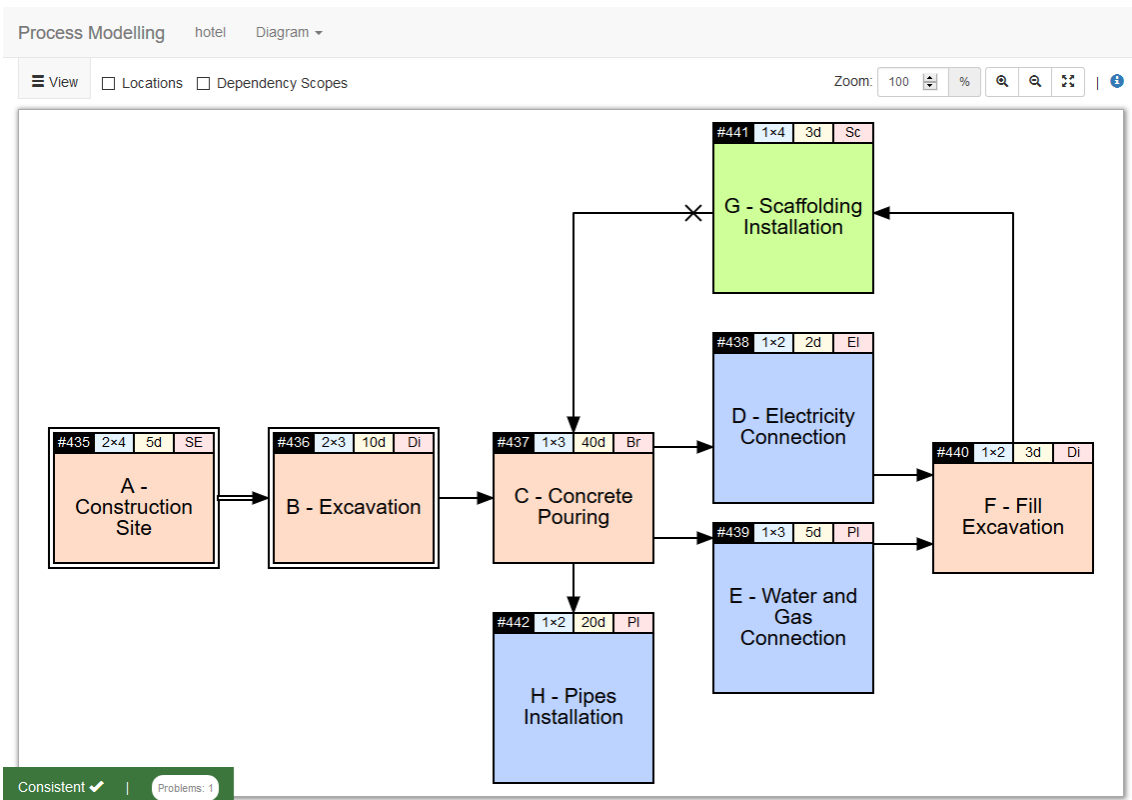 Process Modelling hotel Diagram
View Locations Dependency Scopes Zoom: 100 %
#441 1×4 3d Sc
G - Scaffolding
Installation
#438 1×2 2d El
D - Electricity
Connection
#435 2×4 5d SE
A -
Construction
Site
#436 2×3 10d Di
B - Excavation
#437 1×3 40d Br
C - Concrete
Pouring
#440 1×2 3d Di
F - Fill
Excavation
#439 1×3 5d Pl
E - Water and
Gas
Connection
#442 1×2 20d Pl
H - Pipes
Installation
Consistent | Problems: 1